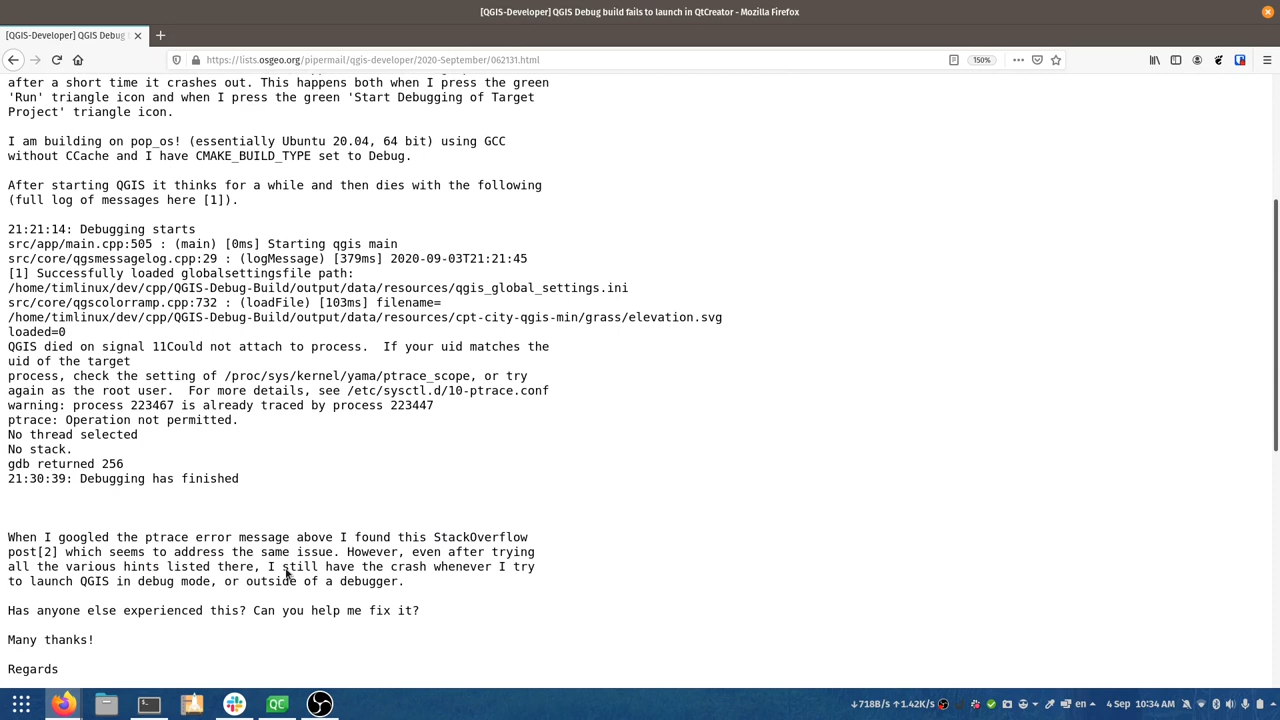 [QGIS-Developer] QGIS Debug build fails to launch in QtCreator - Mozilla Firefox
[QGIS-Developer] QGIS Debug
https://lists.osgeo.org/pipermail/qgis-developer/2020-September/062131.html
150%
after a short time it crashes out. This happens both when I press the green
'Run' triangle icon and when I press the green 'Start Debugging of Target
Project' triangle icon.
I am building on pop_os! (essentially Ubuntu 20.04, 64 bit) using GCC
without CCache and I have CMAKE_BUILD_TYPE set to Debug.
After starting QGIS it thinks for a while and then dies with the following
(full log of messages here [1]).
21:21:14: Debugging starts
src/app/main.cpp:505 : (main) [0ms] Starting qgis main
src/core/qgsmessagelog.cpp:29 : (logMessage) [379ms] 2020-09-03T21:21:45
[1] Successfully loaded globalsettingsfile path:
/home/timlinux/dev/cpp/QGIS-Debug-Build/output/data/resources/qgis_global_settings.ini
src/core/qgscolorramp.cpp:732 : (loadFile) [103ms] filename=
/home/timlinux/dev/cpp/QGIS-Debug-Build/output/data/resources/cpt-city-qgis-min/grass/elevation.svg
loaded=0
QGIS died on signal 11Could not attach to process.  If your uid matches the
uid of the target
process, check the setting of /proc/sys/kernel/yama/ptrace_scope, or try
again as the root user.  For more details, see /etc/sysctl.d/10-ptrace.conf
warning: process 223467 is already traced by process 223447
ptrace: Operation not permitted.
No thread selected
No stack.
gdb returned 256
21:30:39: Debugging has finished
When I googled the ptrace error message above I found this StackOverflow
post[2] which seems to address the same issue. However, even after trying
all the various hints listed there, I still have the crash whenever I try
to launch QGIS in debug mode, or outside of a debugger.
Has anyone else experienced this? Can you help me fix it?
Many thanks!
Regards
QC
↓718B/s ↑1.42K/s
en
4 Sep 10:34 AM